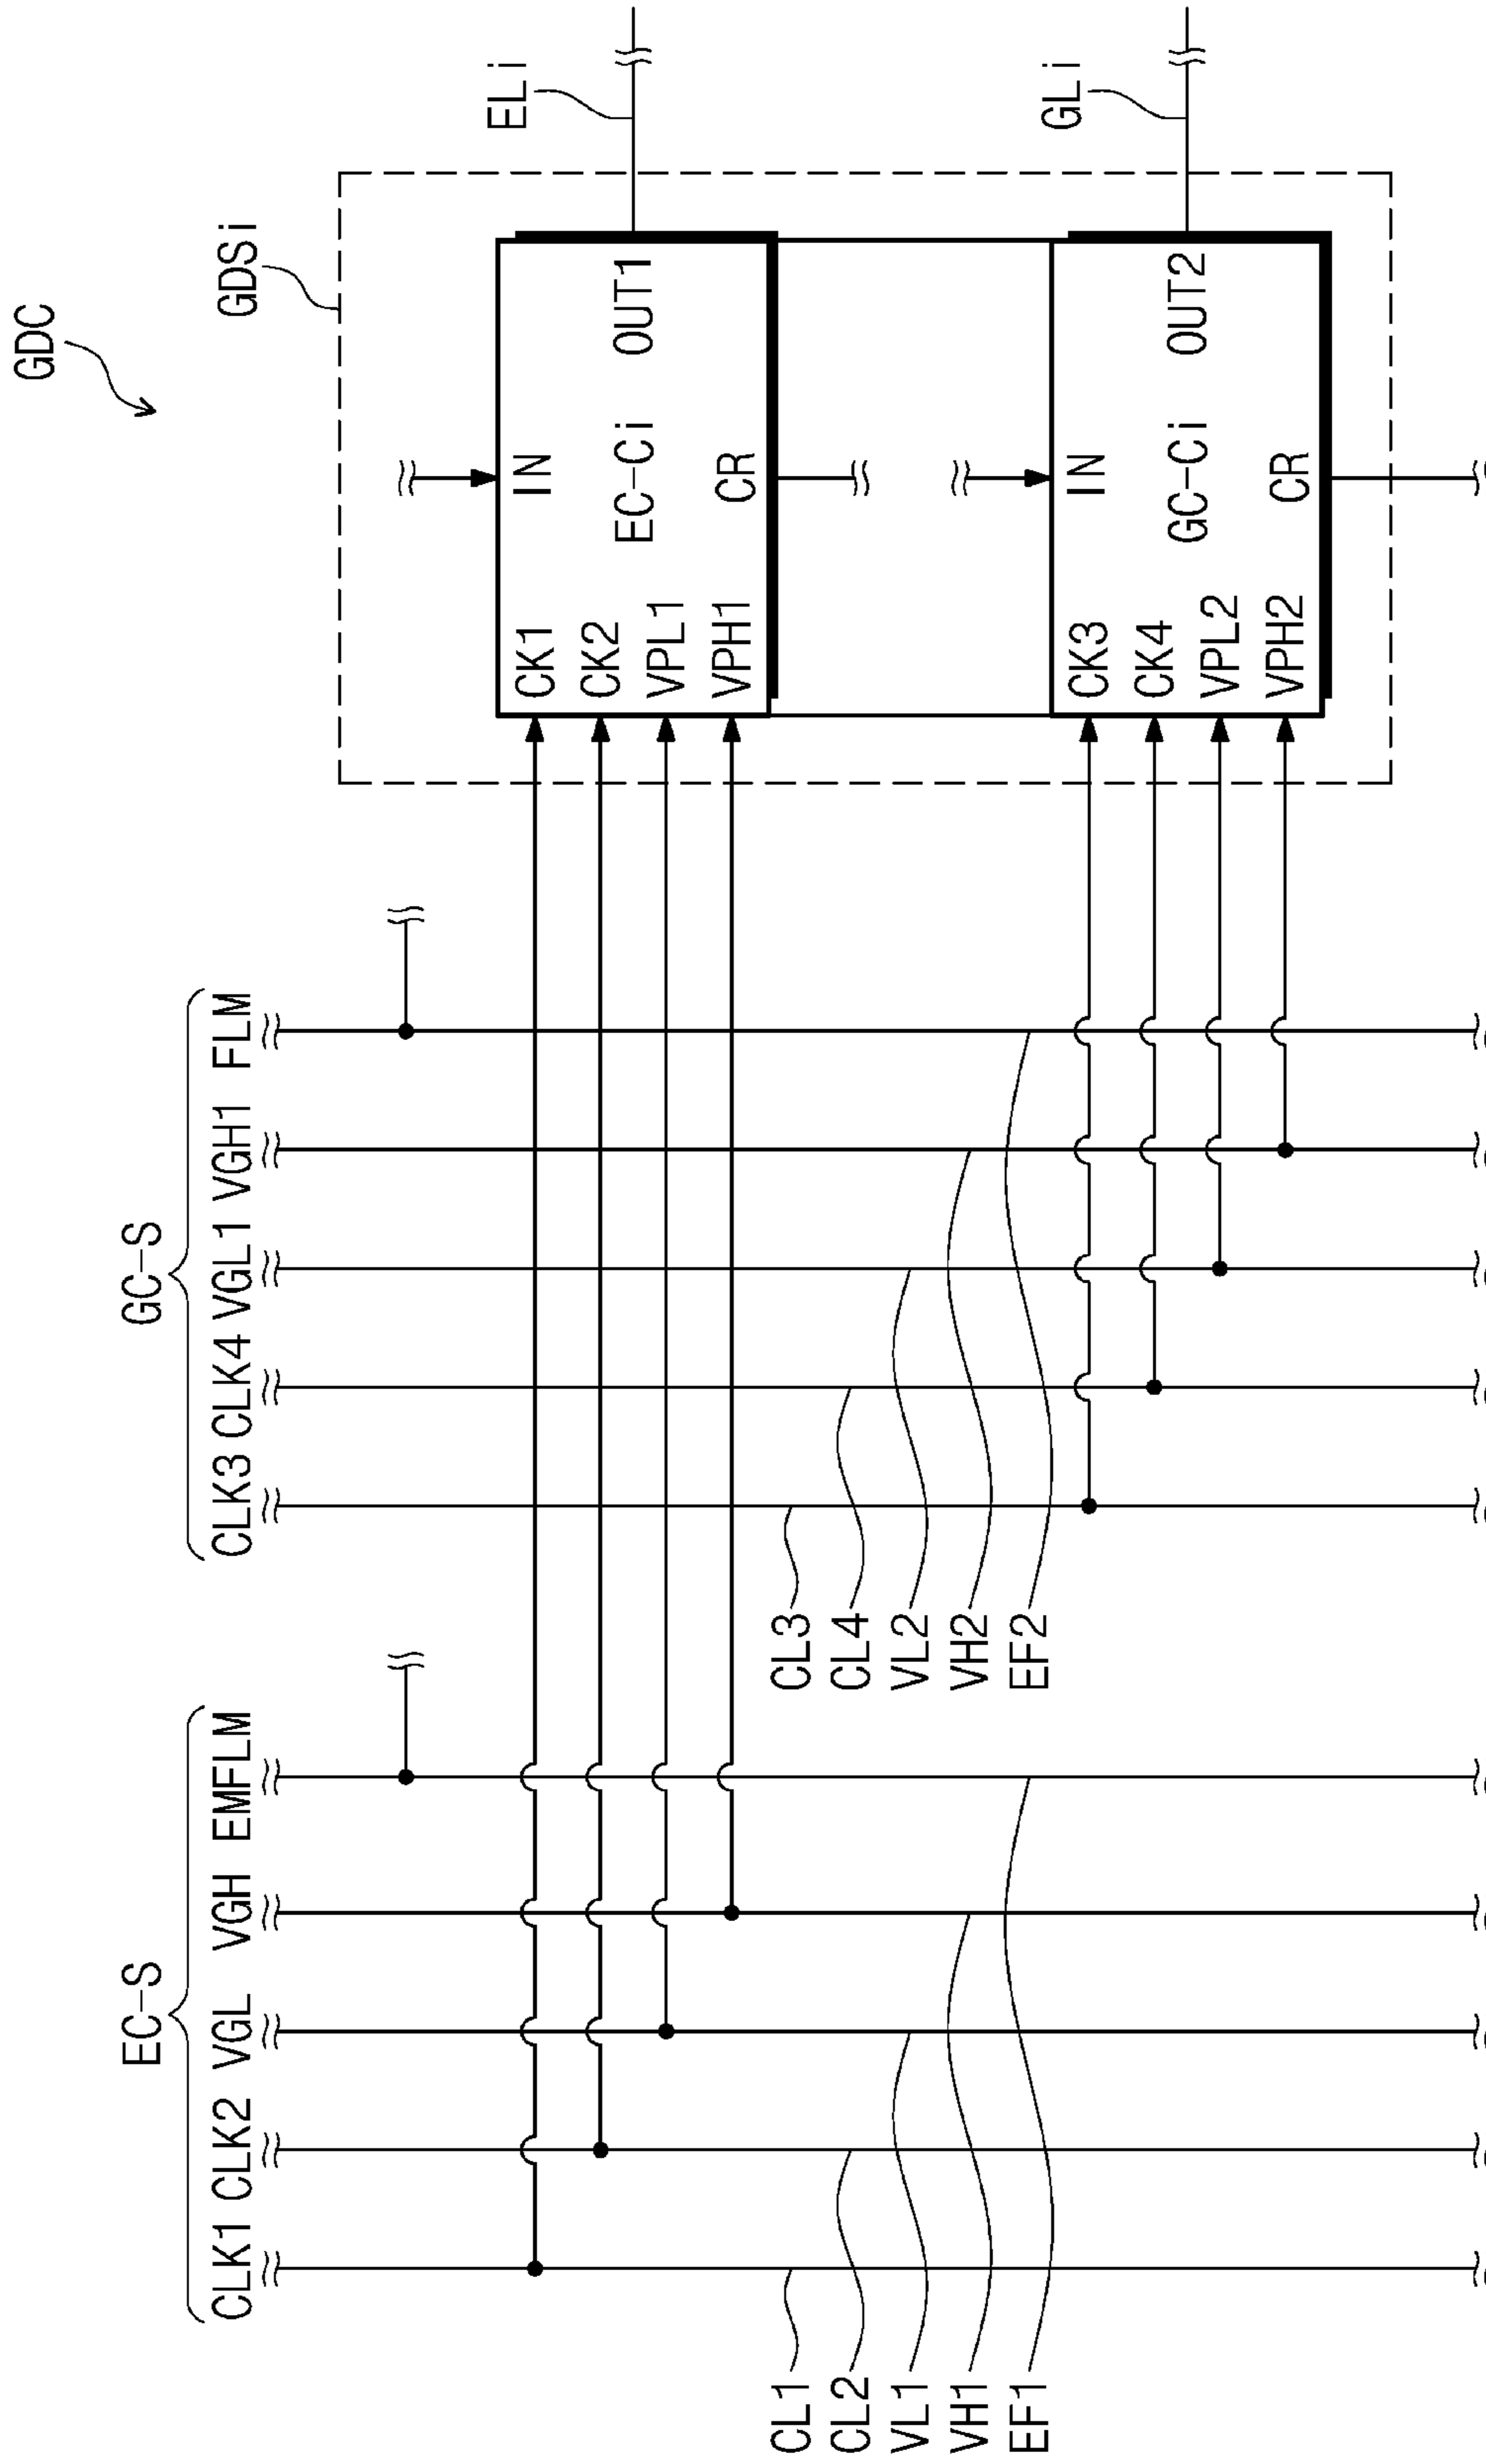 GDC
EC-S
GC-S
GDSi
CLK1 CLK2 VGL VGH EMFLM
CLK3 CLK4 VGL1 VGH1 FLM
ELi
IN
CK1
CK2
EC-Ci
OUT1
VPL1
VPH1
CR
CL1
CL2
VL1
VH1
EF1
CL3
CL4
VL2
VH2
EF2
GLi
IN
CK3
CK4
GC-Ci
OUT2
VPL2
VPH2
CR